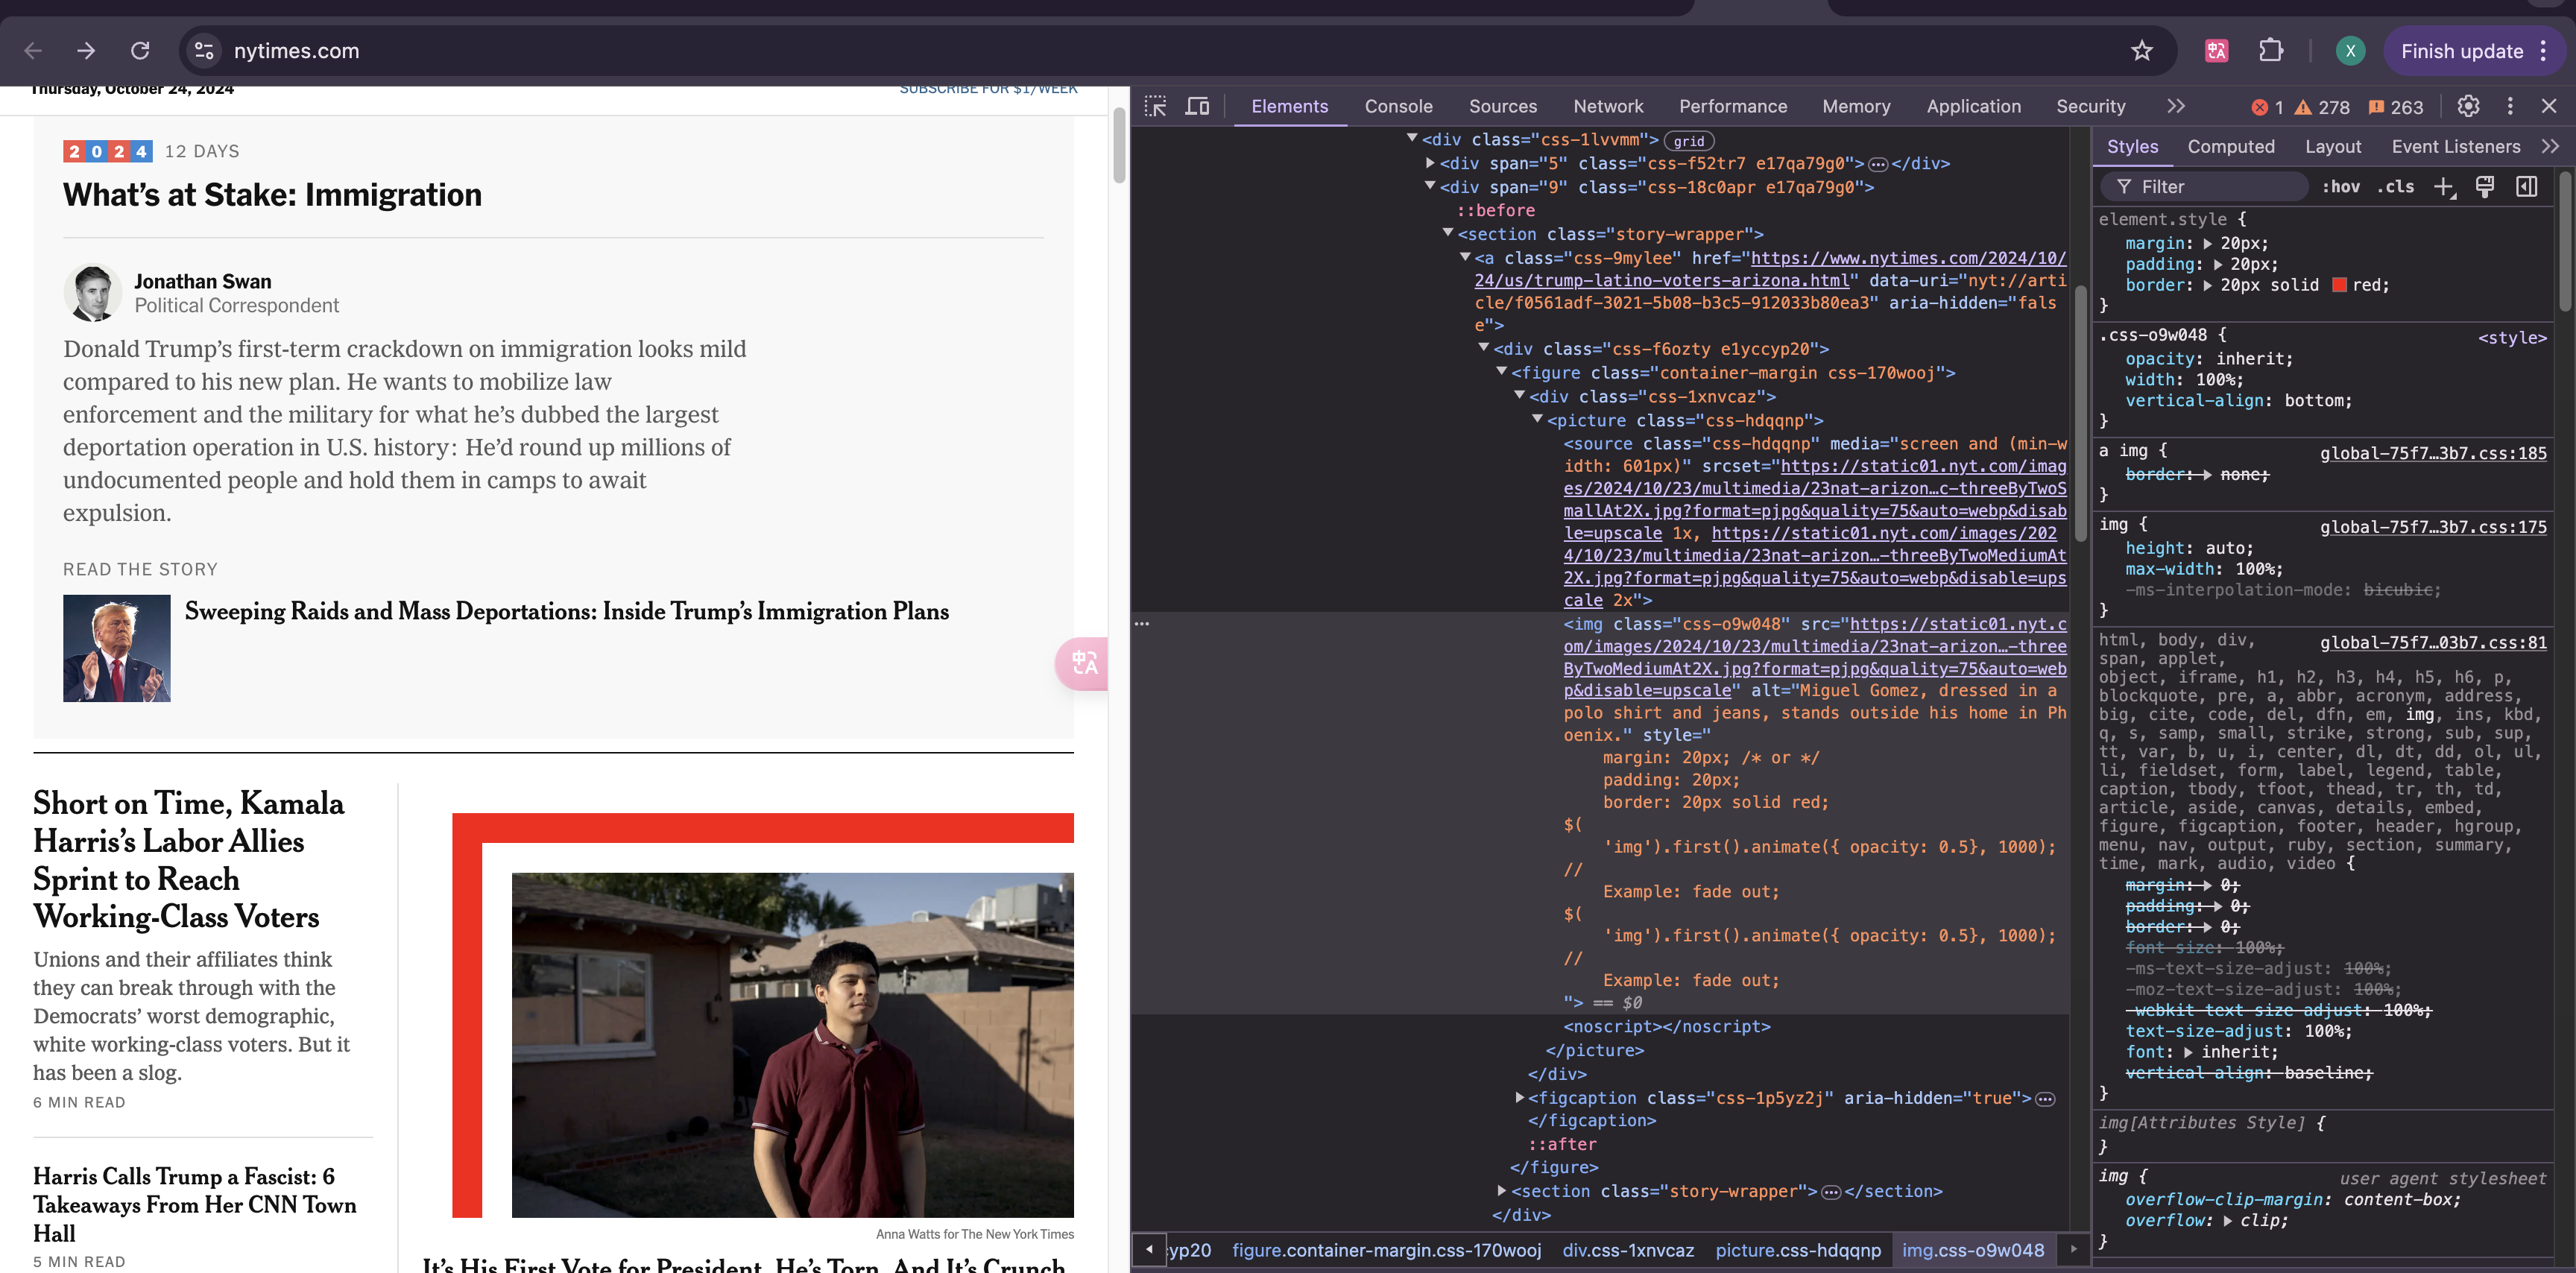 nytimes.com
Finish update
Thursday, October 24, 2024
SUBSCRIBE FOR $1/WEEK
2024 12 DAYS
What's at Stake: Immigration
Jonathan Swan
Political Correspondent
Donald Trump's first-term crackdown on immigration looks mild
compared to his new plan. He wants to mobilize law
enforcement and the military for what he's dubbed the largest
deportation operation in U.S. history: He'd round up millions of
undocumented people and hold them in camps to await
expulsion.
READ THE STORY
Sweeping Raids and Mass Deportations: Inside Trump's Immigration Plans
Short on Time, Kamala
Harris's Labor Allies
Sprint to Reach
Working-Class Voters
Unions and their affiliates think
they can break through with the
Democrats' worst demographic,
white working-class voters. But it
has been a slog.
6 MIN READ
Harris Calls Trump a Fascist: 6
Takeaways From Her CNN Town
Hall
5 MIN READ
Anna Watts for The New York Times
It's His First Vote for President. He's Torn. And It's Crunch
Elements Console Sources Network Performance Memory Application Security 1 278 263
<div class="css-1lvvmm"> grid
<div span="5" class="css-f52tr7 e17qa79g0">…</div>
<div span="9" class="css-18c0apr e17qa79g0">
::before
<section class="story-wrapper">
<a class="css-9mylee" href="https://www.nytimes.com/2024/10/
24/us/trump-latino-voters-arizona.html" data-uri="nyt://arti
cle/f0561adf-3021-5b08-b3c5-912033b80ea3" aria-hidden="fals
e">
<div class="css-f6ozty e1yccyp20">
<figure class="container-margin css-170wooj">
<div class="css-1xnvcaz">
<picture class="css-hdqqnp">
<source class="css-hdqqnp" media="screen and (min-w
idth: 601px)" srcset="https://static01.nyt.com/imag
es/2024/10/23/multimedia/23nat-arizon…c-threeByTwoS
mallAt2X.jpg?format=pjpg&quality=75&auto=webp&disab
le=upscale 1x, https://static01.nyt.com/images/202
4/10/23/multimedia/23nat-arizon…-threeByTwoMediumAt
2X.jpg?format=pjpg&quality=75&auto=webp&disable=ups
cale 2x">
<img class="css-o9w048" src="https://static01.nyt.c
om/images/2024/10/23/multimedia/23nat-arizon…-three
ByTwoMediumAt2X.jpg?format=pjpg&quality=75&auto=web
p&disable=upscale" alt="Miguel Gomez, dressed in a
polo shirt and jeans, stands outside his home in Ph
oenix." style="
margin: 20px; /* or */
padding: 20px;
border: 20px solid red;
$(
'img').first().animate({ opacity: 0.5}, 1000);
//
Example: fade out;
$(
'img').first().animate({ opacity: 0.5}, 1000);
//
Example: fade out;
"> == $0
<noscript></noscript>
</picture>
</div>
<figcaption class="css-1p5yz2j" aria-hidden="true">…
</figcaption>
::after
</figure>
<section class="story-wrapper">…</section>
</div>
yp20 figure.container-margin.css-170wooj div.css-1xnvcaz picture.css-hdqqnp img.css-o9w048
Styles Computed Layout Event Listeners
Filter :hov .cls
element.style {
margin: 20px;
padding: 20px;
border: 20px solid red;
}
.css-o9w048 { <style>
opacity: inherit;
width: 100%;
vertical-align: bottom;
}
a img { global-75f7…3b7.css:185
border: none;
}
img { global-75f7…3b7.css:175
height: auto;
max-width: 100%;
-ms-interpolation-mode: bicubic;
}
html, body, div, global-75f7…03b7.css:81
span, applet,
object, iframe, h1, h2, h3, h4, h5, h6, p,
blockquote, pre, a, abbr, acronym, address,
big, cite, code, del, dfn, em, img, ins, kbd,
q, s, samp, small, strike, strong, sub, sup,
tt, var, b, u, i, center, dl, dt, dd, ol, ul,
li, fieldset, form, label, legend, table,
caption, tbody, tfoot, thead, tr, th, td,
article, aside, canvas, details, embed,
figure, figcaption, footer, header, hgroup,
menu, nav, output, ruby, section, summary,
time, mark, audio, video {
margin: 0;
padding: 0;
border: 0;
font-size: 100%;
-ms-text-size-adjust: 100%;
-moz-text-size-adjust: 100%;
-webkit-text-size-adjust: 100%;
text-size-adjust: 100%;
font: inherit;
vertical-align: baseline;
}
img[Attributes Style] {
}
img { user agent stylesheet
overflow-clip-margin: content-box;
overflow: clip;
}